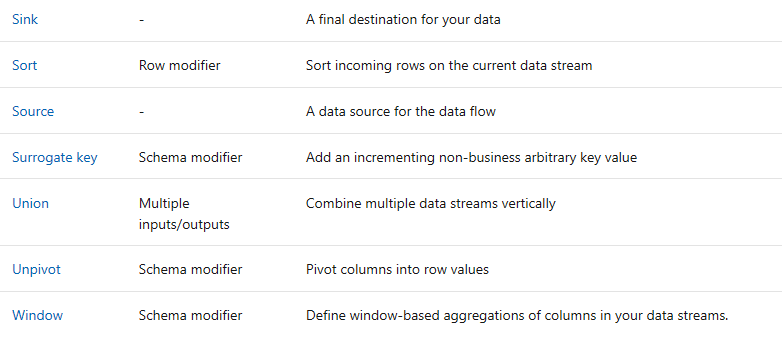 Sink - A final destination for your data
Sort Row modifier Sort incoming rows on the current data stream
Source - A data source for the data flow
Surrogate key Schema modifier Add an incrementing non-business arbitrary key value
Union Multiple Combine multiple data streams vertically
inputs/outputs
Unpivot Schema modifier Pivot columns into row values
Window Schema modifier Define window-based aggregations of columns in your data streams.